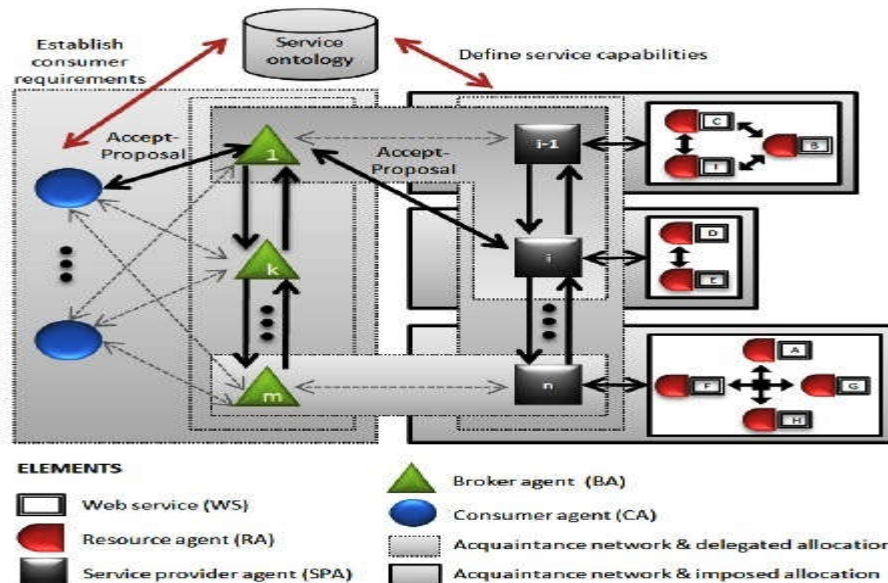 Establish
consumer
requirements
Service
ontology
Define service capabilities
Accept-
Proposal
Accept-
Proposal
1
i-1
C
B
I
k
i
D
E
m
n
A
F
G
H
ELEMENTS
Web service (WS)
Resource agent (RA)
Service provider agent (SPA)
Broker agent (BA)
Consumer agent (CA)
Acquaintance network & delegated allocation
Acquaintance network & imposed allocation